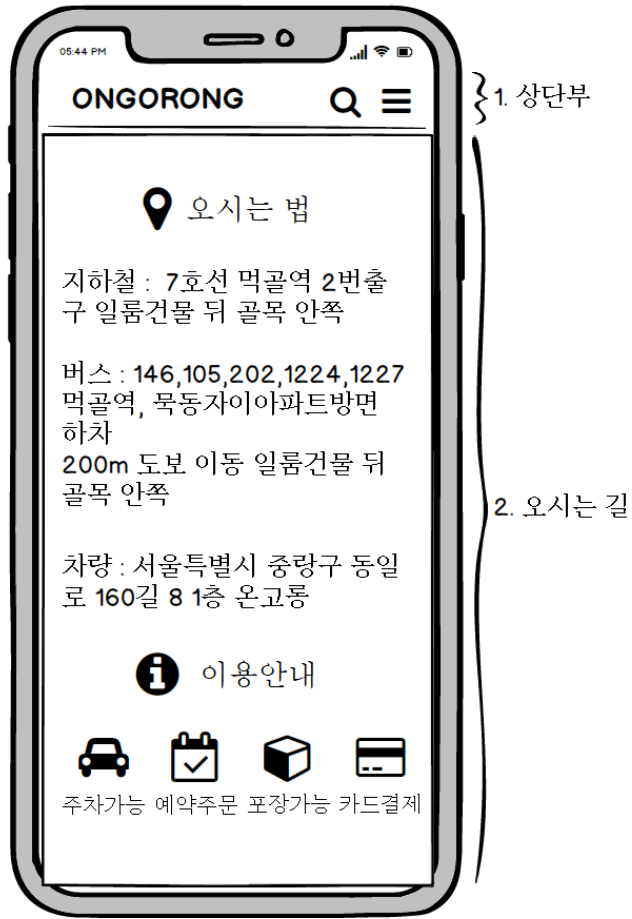 05:44 PM
ONGORONG
1. 상단부
오시는 법
지하철 : 7호선 먹골역 2번출
구 일룸건물 뒤 골목 안쪽
버스 : 146,105,202,1224,1227
먹골역, 묵동자이아파트방면
하차
200m 도보 이동 일룸건물 뒤
골목 안쪽
2. 오시는 길
차량 : 서울특별시 중랑구 동일
로 160길 8 1층 온고롱
이용안내
주차가능 예약주문 포장가능 카드결제